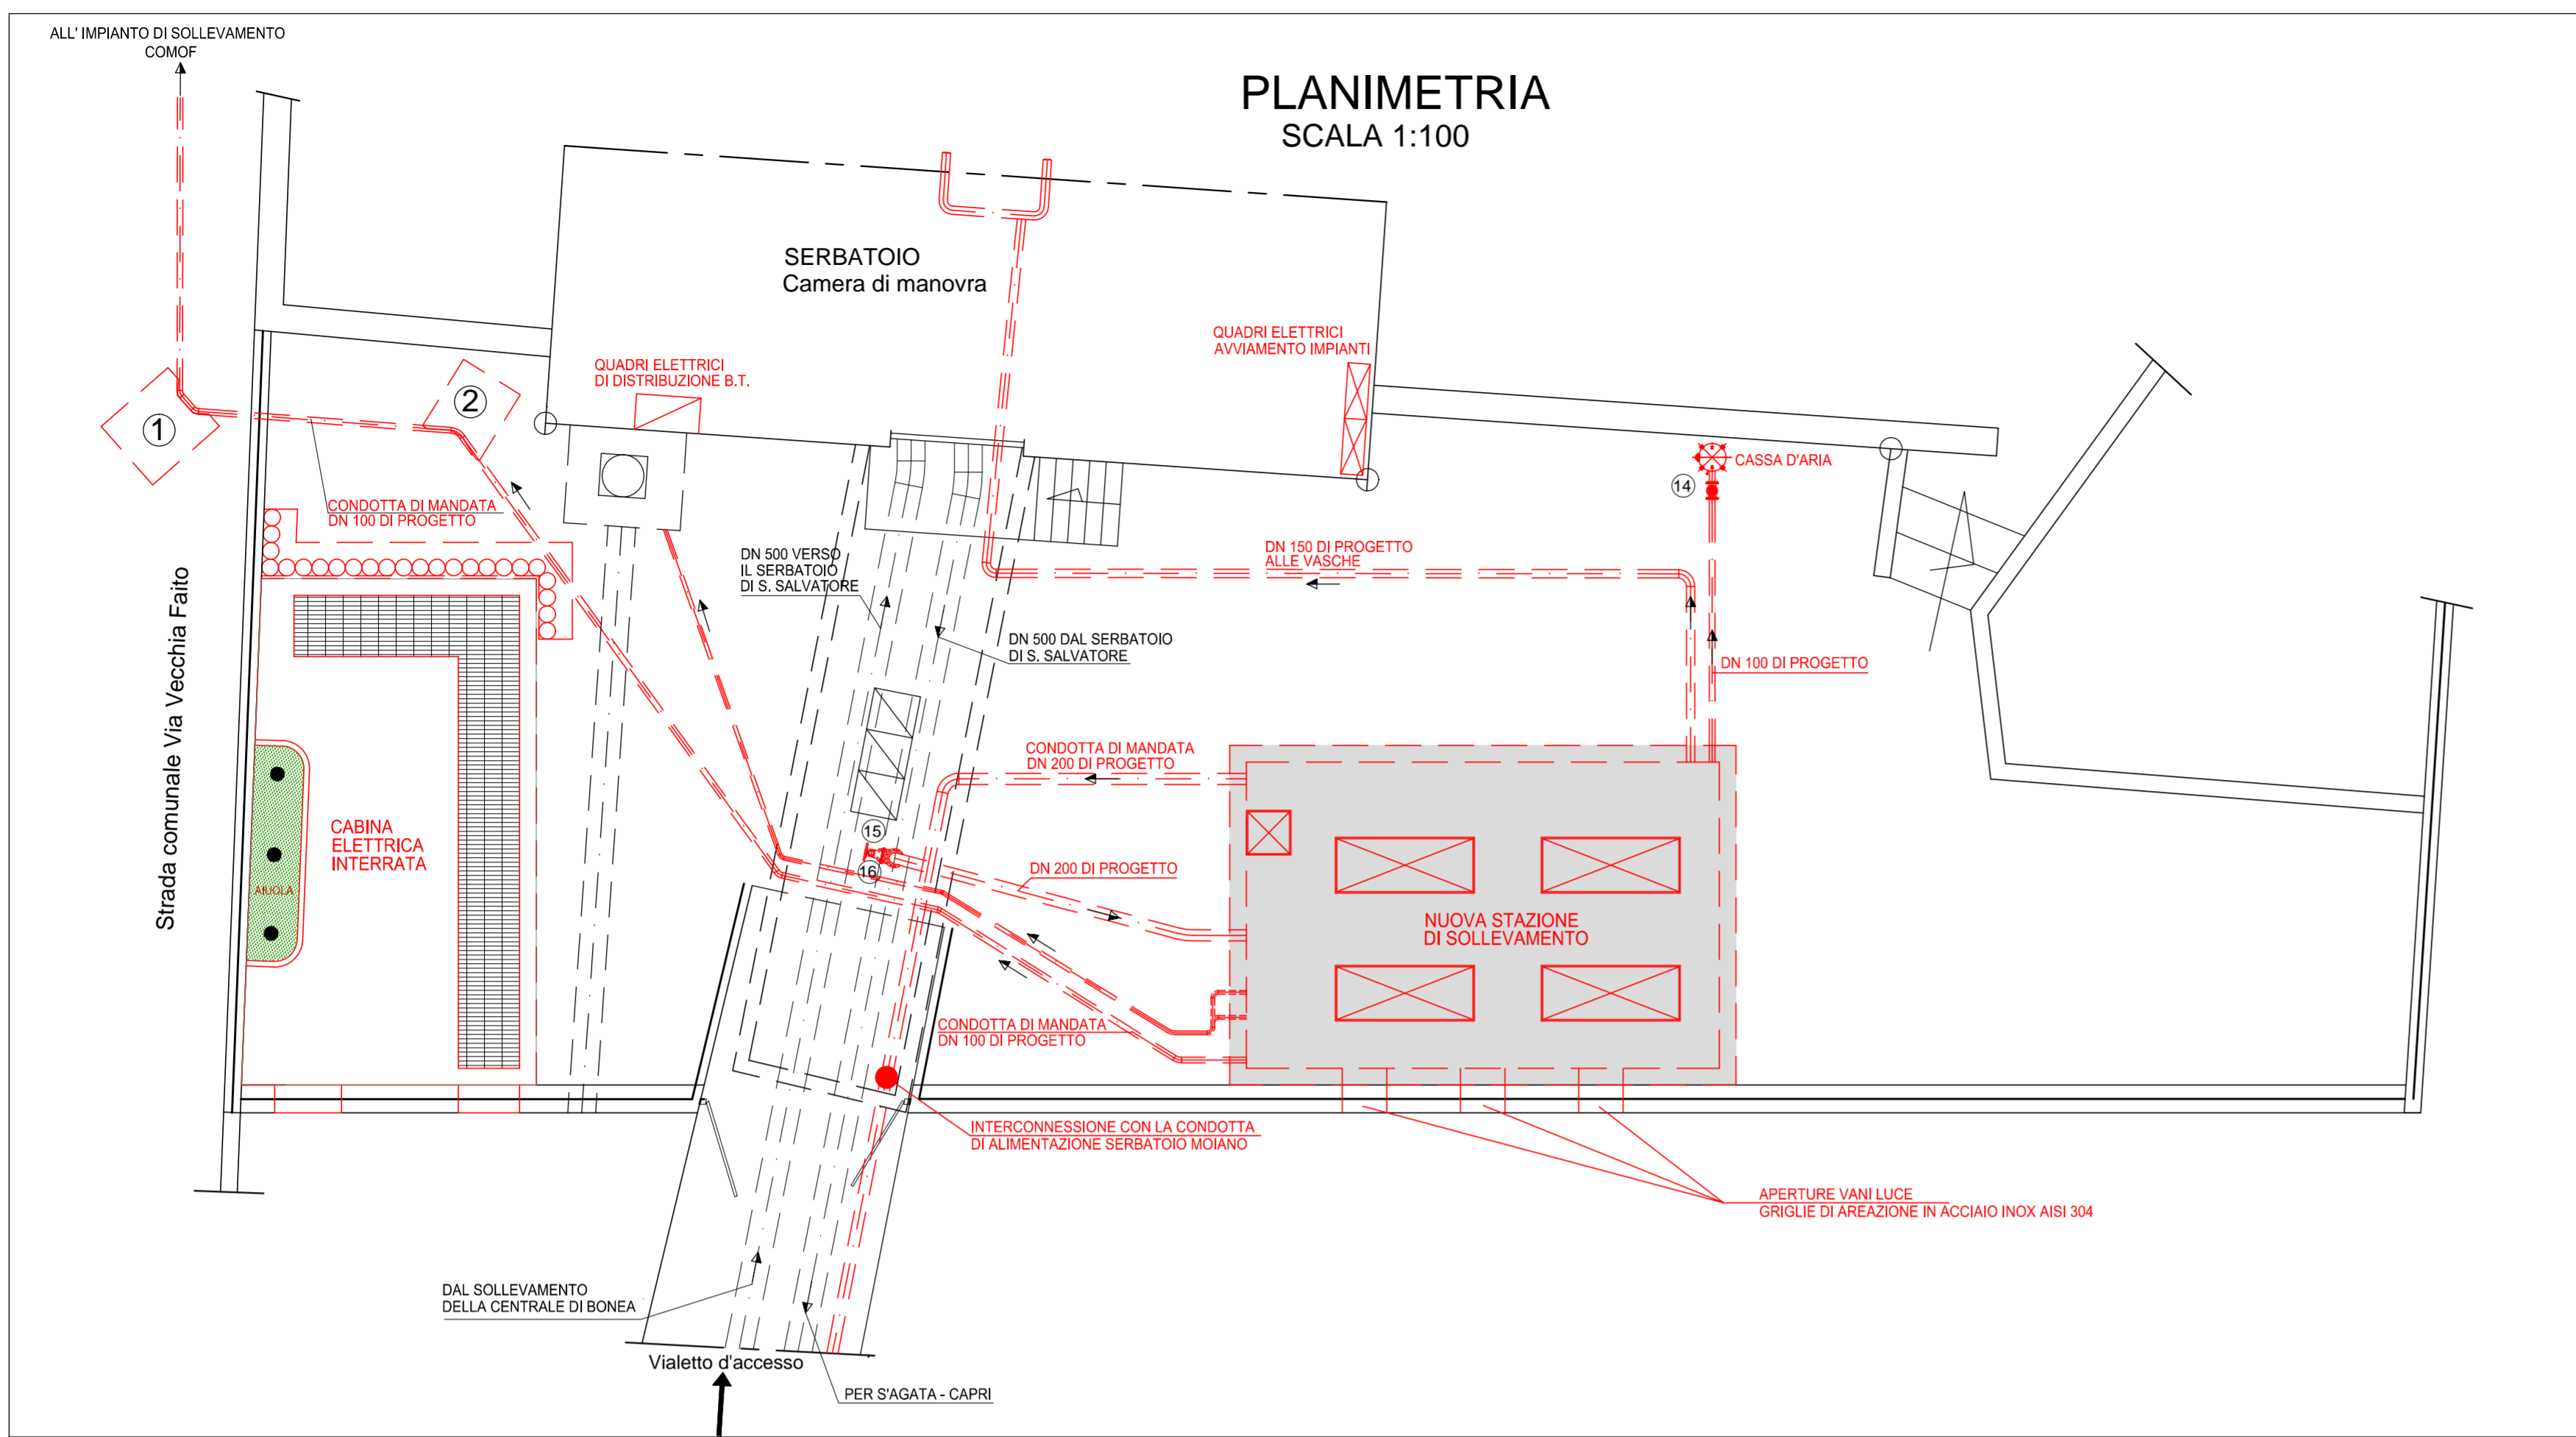 ALL' IMPIANTO DI SOLLEVAMENTO
COMOF
PLANIMETRIA
SCALA 1:100
SERBATOIO
Camera di manovra
QUADRI ELETTRICI
AVVIAMENTO IMPIANTI
QUADRI ELETTRICI
DI DISTRIBUZIONE B.T.
1
2
CASSA D'ARIA
14
CONDOTTA DI MANDATA
DN 100 DI PROGETTO
DN 500 VERSO
IL SERBATOIO
DI S. SALVATORE
DN 150 DI PROGETTO
ALLE VASCHE
DN 500 DAL SERBATOIO
DI S. SALVATORE
DN 100 DI PROGETTO
Strada comunale Via Vecchia Faito
CONDOTTA DI MANDATA
DN 200 DI PROGETTO
CABINA
ELETTRICA
INTERRATA
15
16
DN 200 DI PROGETTO
AIUOLA
NUOVA STAZIONE
DI SOLLEVAMENTO
CONDOTTA DI MANDATA
DN 100 DI PROGETTO
INTERCONNESSIONE CON LA CONDOTTA
DI ALIMENTAZIONE SERBATOIO MOIANO
APERTURE VANI LUCE
GRIGLIE DI AREAZIONE IN ACCIAIO INOX AISI 304
DAL SOLLEVAMENTO
DELLA CENTRALE DI BONEA
Vialetto d'accesso
PER S'AGATA - CAPRI